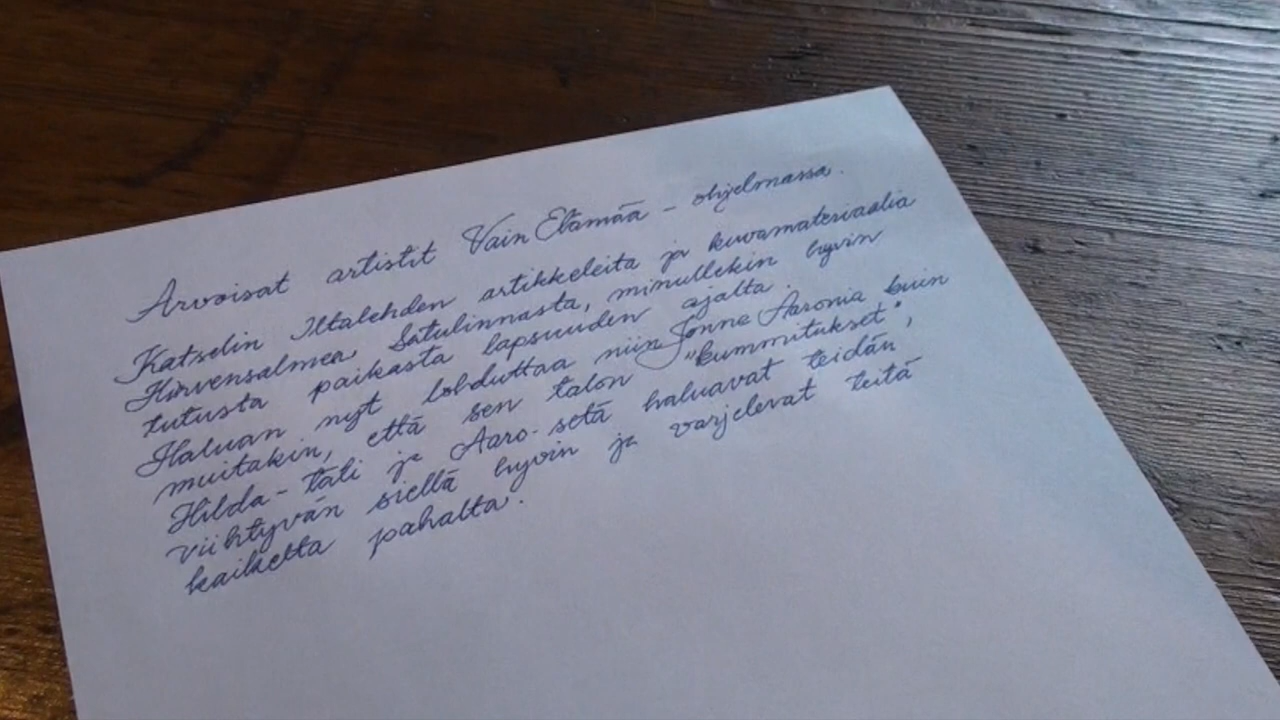 Arvoisat artistit Vain Elämää - ohjelmassa.
Katselin Iltalehden artikkeleita ja kuvamateriaalia
Hirvensalmen Satulinnasta, minullekin hyvin
tutusta paikasta lapsuuden ajalta.
Haluan nyt lohduttaa niin Jonne Aaronia kuin
muitakin, että sen talon "kummitukset",
Hilda-täti ja Aaro-setä haluavat teidän
viihtyvän siellä hyvin ja varjelevat teitä
kaikelta pahalta.